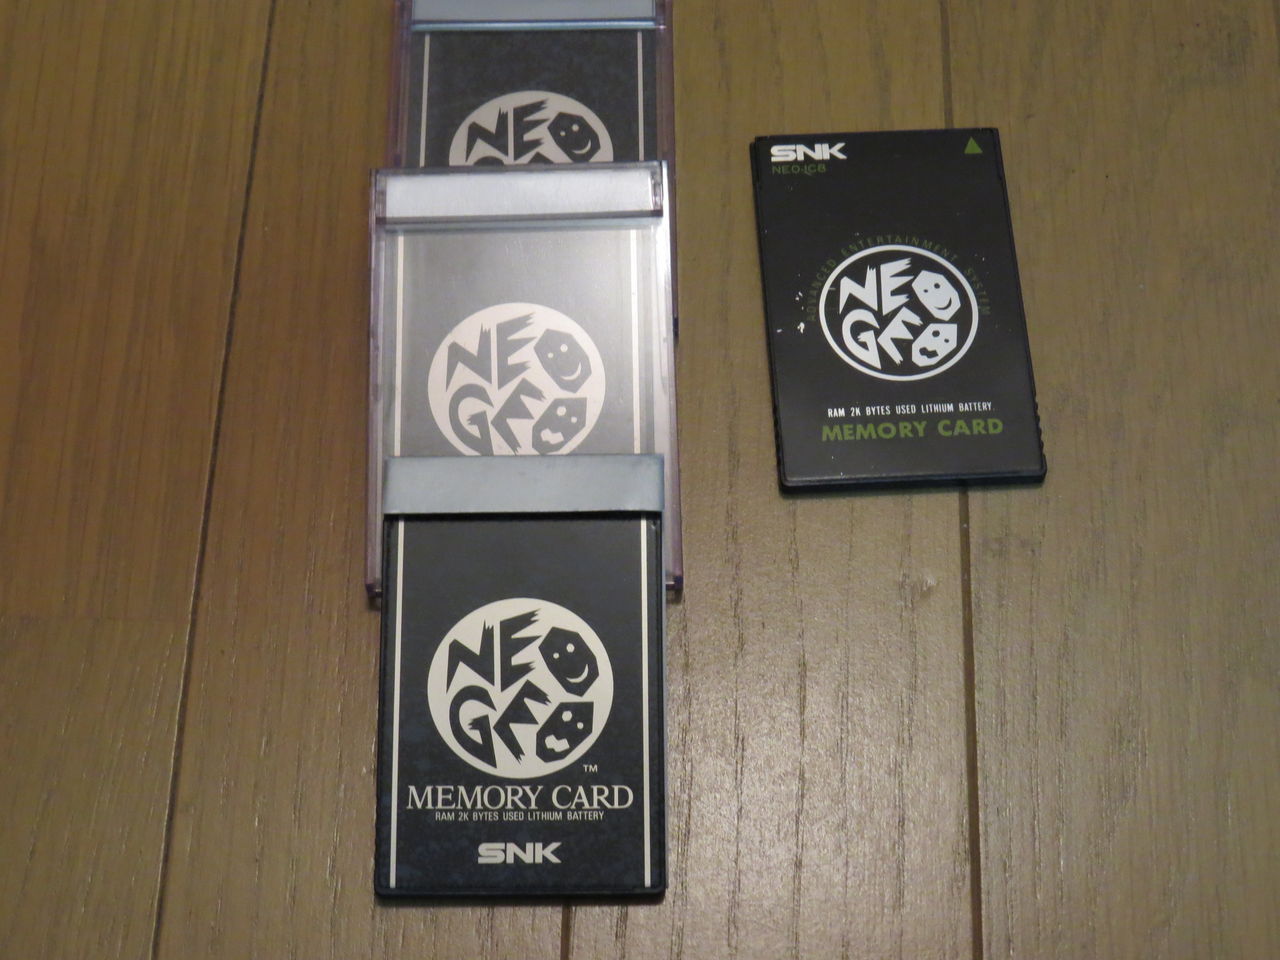 NEO
GEO
NEO
GEO
NEO
GEO
TM
MEMORY CARD
RAM 2K BYTES USED LITHIUM BATTERY
SNK
SNK
NEO-IC8
ADVANCED ENTERTAINMENT SYSTEM
NEO
GEO
RAM 2K BYTES USED LITHIUM BATTERY
MEMORY CARD